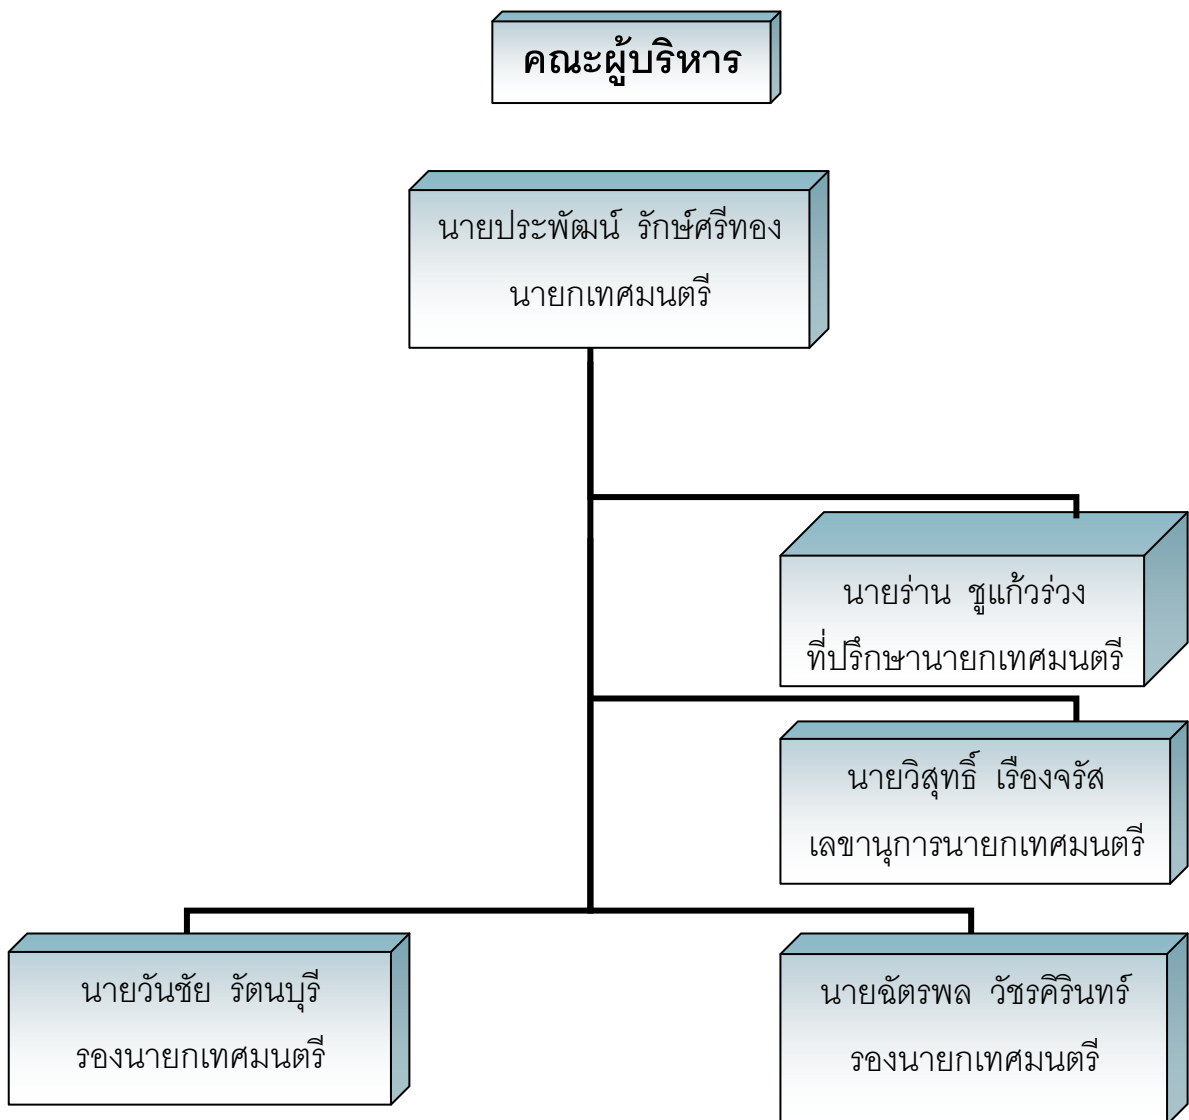 คณะผู้บริหาร
นายประพัฒน์ รักษ์ศรีทอง
นายกเทศมนตรี
นายร่าน ชูแก้วร่วง
ที่ปรึกษานายกเทศมนตรี
นายวิสุทธิ์ เรืองจรัส
เลขานุการนายกเทศมนตรี
นายวันชัย รัตนบุรี
รองนายกเทศมนตรี
นายฉัตรพล วัชรคิรินทร์
รองนายกเทศมนตรี